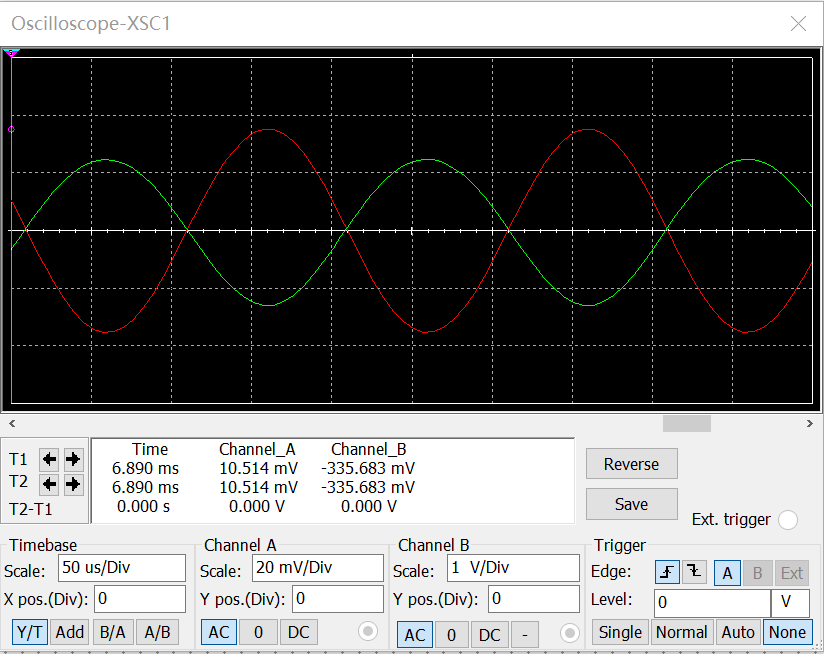 Oscilloscope-XSC1
T1
T2
T2-T1
Time Channel_A Channel_B
6.890 ms 10.514 mV -335.683 mV
6.890 ms 10.514 mV -335.683 mV
0.000 s 0.000 V 0.000 V
Reverse
Save
Ext. trigger
Timebase
Scale: 50 us/Div
X pos.(Div): 0
Y/T Add B/A A/B
Channel A
Scale: 20 mV/Div
Y pos.(Div): 0
AC 0 DC
Channel B
Scale: 1 V/Div
Y pos.(Div): 0
AC 0 DC -
Trigger
Edge: A B Ext
Level: 0 V
Single Normal Auto None